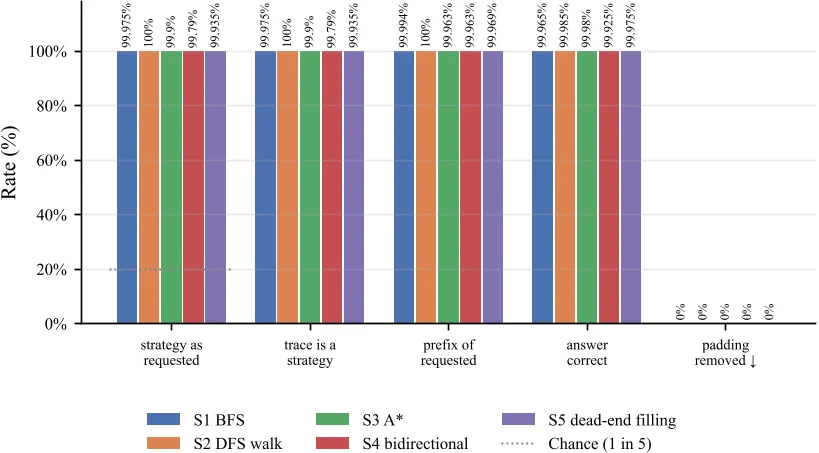 99.975%
100%
99.9%
99.79%
99.935%
99.975%
100%
99.9%
99.79%
99.935%
99.994%
100%
99.963%
99.963%
99.969%
99.965%
99.985%
99.98%
99.925%
99.975%
0%
0%
0%
0%
0%
Rate (%)
100%
80%
60%
40%
20%
0%
strategy as
requested
trace is a
strategy
prefix of
requested
answer
correct
padding
removed ↓
S1 BFS
S2 DFS walk
S3 A*
S4 bidirectional
S5 dead-end filling
Chance (1 in 5)